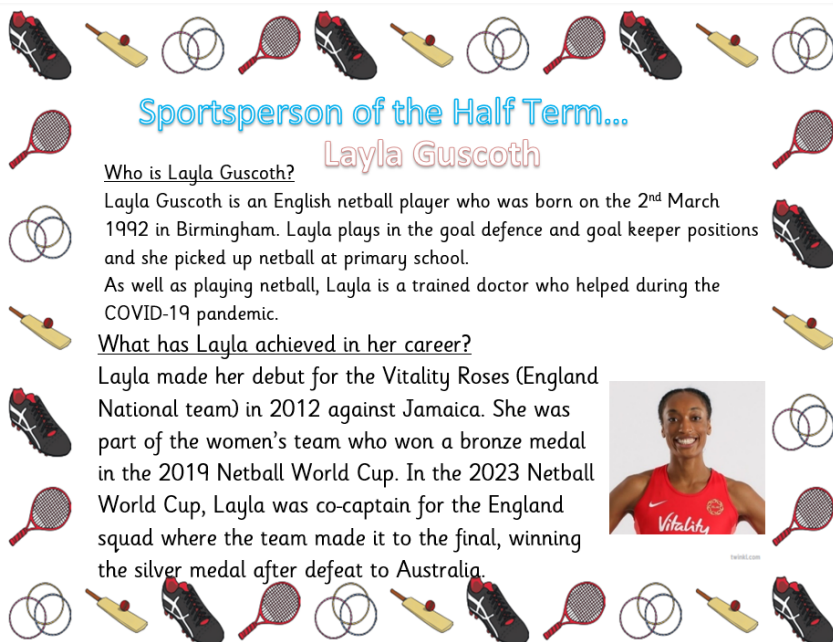 Sportsperson of the Half Term...
Layla Guscoth
Who is Layla Guscoth?
Layla Guscoth is an English netball player who was born on the 2nd March
1992 in Birmingham. Layla plays in the goal defence and goal keeper positions
and she picked up netball at primary school.
As well as playing netball, Layla is a trained doctor who helped during the
COVID-19 pandemic.
What has Layla achieved in her career?
Layla made her debut for the Vitality Roses (England
National team) in 2012 against Jamaica. She was
part of the women's team who won a bronze medal
in the 2019 Netball World Cup. In the 2023 Netball
World Cup, Layla was co-captain for the England
squad where the team made it to the final, winning
the silver medal after defeat to Australia.
Vitality
twinkl.com